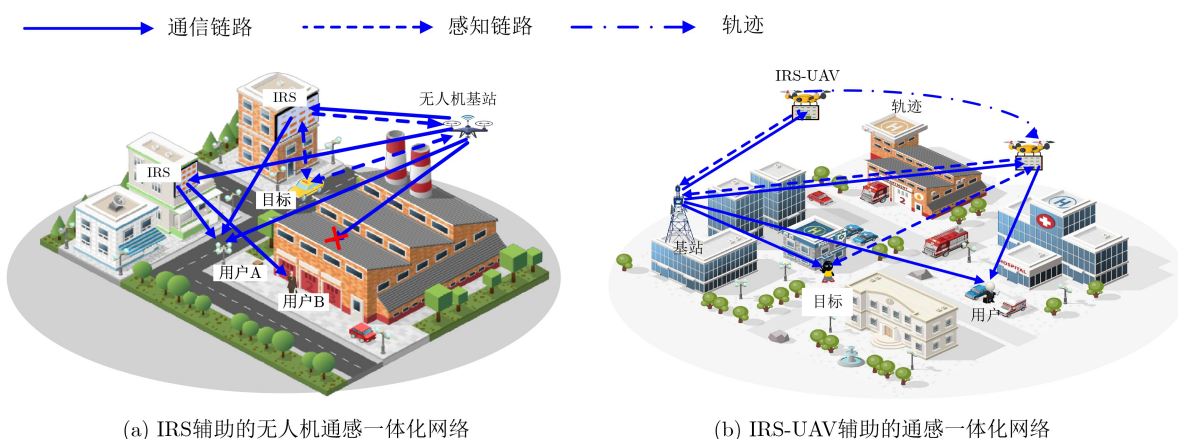 通信链路 感知链路 轨迹
IRS
无人机基站
IRS
目标
用户A
用户B
IRS-UAV
轨迹
H
2
基站
H
H
HOSPITAL
目标
用户
(a) IRS辅助的无人机通感一体化网络
(b) IRS-UAV辅助的通感一体化网络